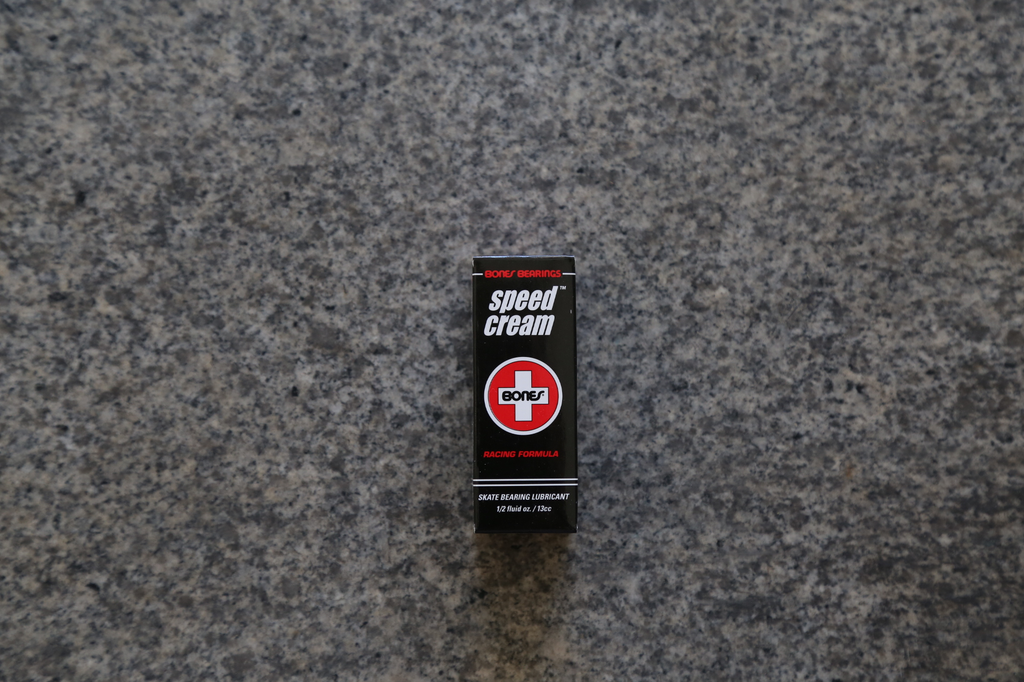 BONES BEARINGS
speed™
cream
BONES
RACING FORMULA
SKATE BEARING LUBRICANT
1/2 fluid oz. / 13cc